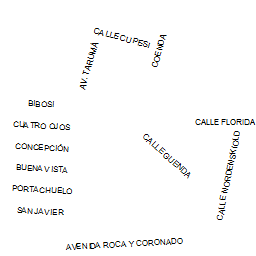 CALLE CUPESI
COENDA
AV. TARUMA
BIBOSI
CUATRO OJOS
CONCEPCIÓN
BUENA VISTA
PORTACHUELO
SAN JAVIER
CALLE GUENDA
CALLE FLORIDA
CALLE NORDENSKIOLD
AVENIDA ROCA Y CORONADO